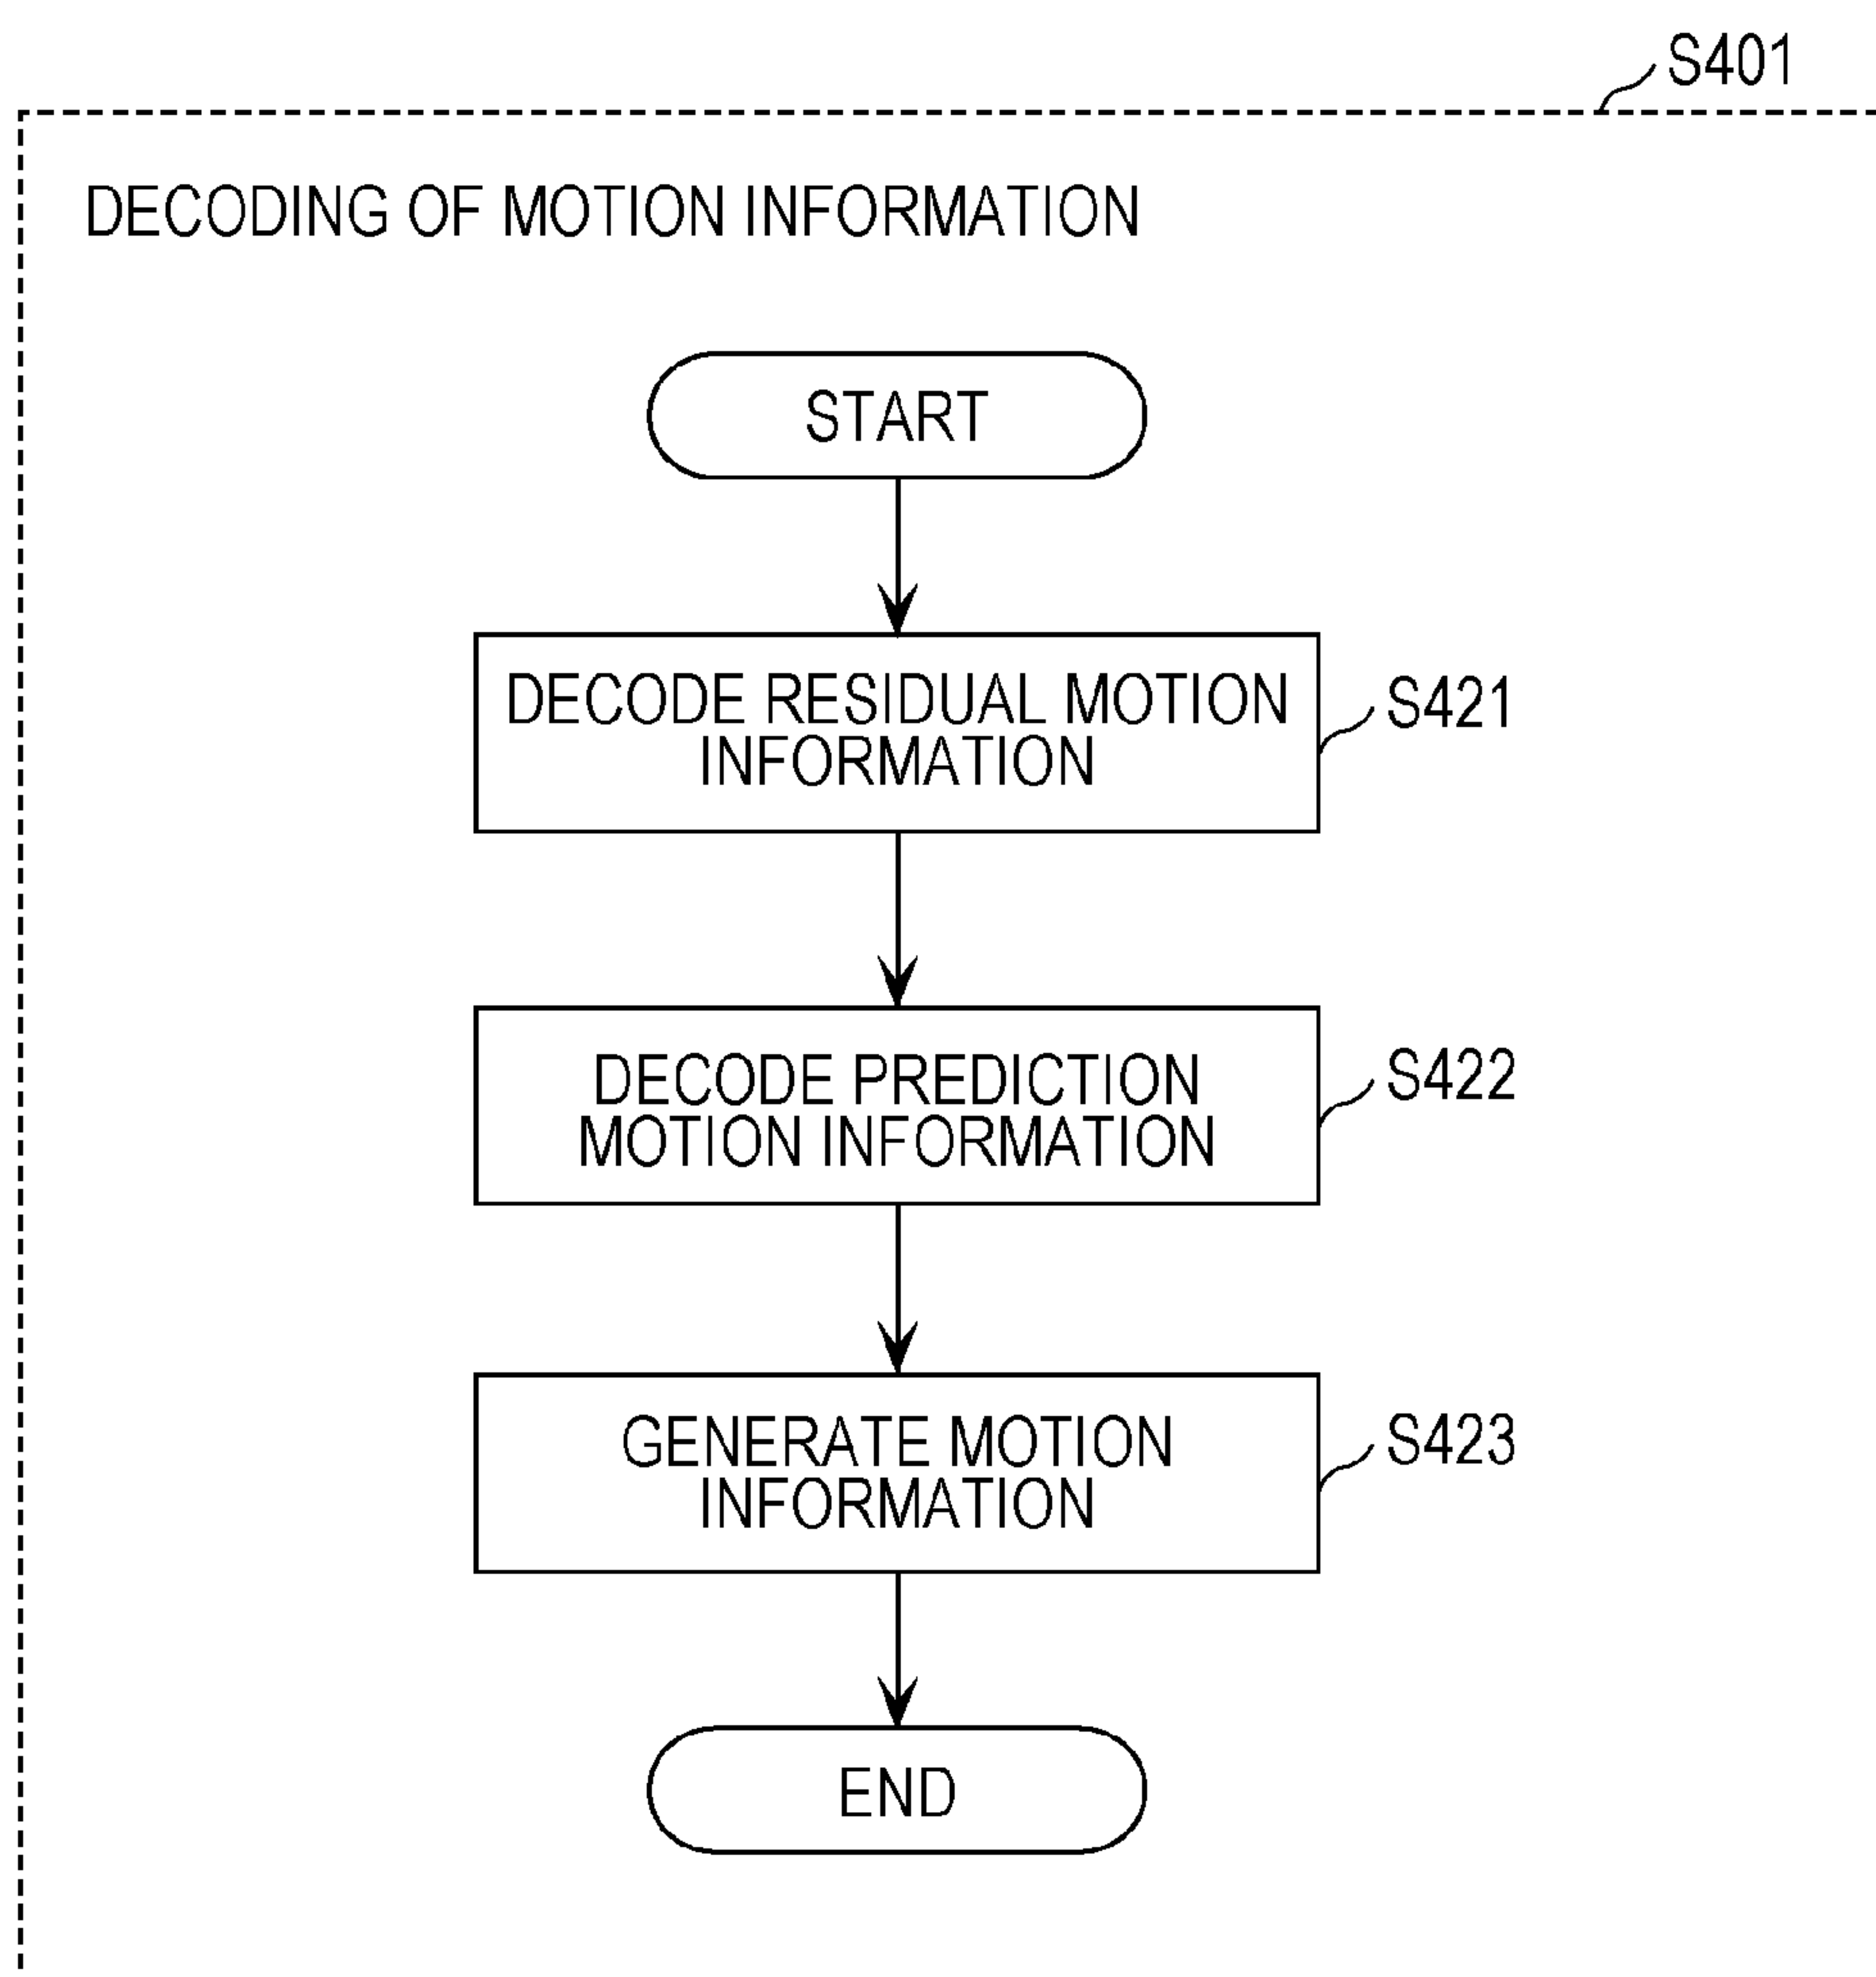 S401
DECODING OF MOTION INFORMATION
START
DECODE RESIDUAL MOTION
INFORMATION
S421
DECODE PREDICTION
MOTION INFORMATION
S422
GENERATE MOTION
INFORMATION
S423
END